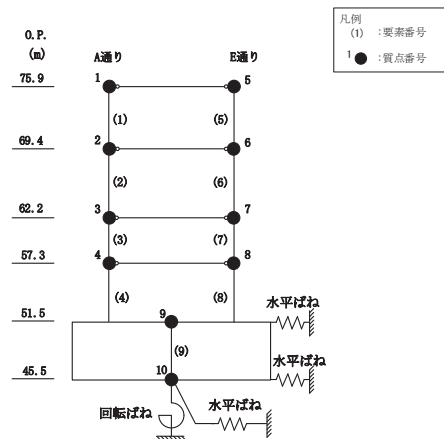 凡例
(1) :要素番号
1 :質点番号
O.P.
(m)
A通り
E通り
75.9
1
5
(1)
(5)
69.4
2
6
(2)
(6)
62.2
3
7
(3)
(7)
57.3
4
8
(4)
(8)
水平ばね
51.5
9
(9)
水平ばね
45.5
10
回転ばね
水平ばね